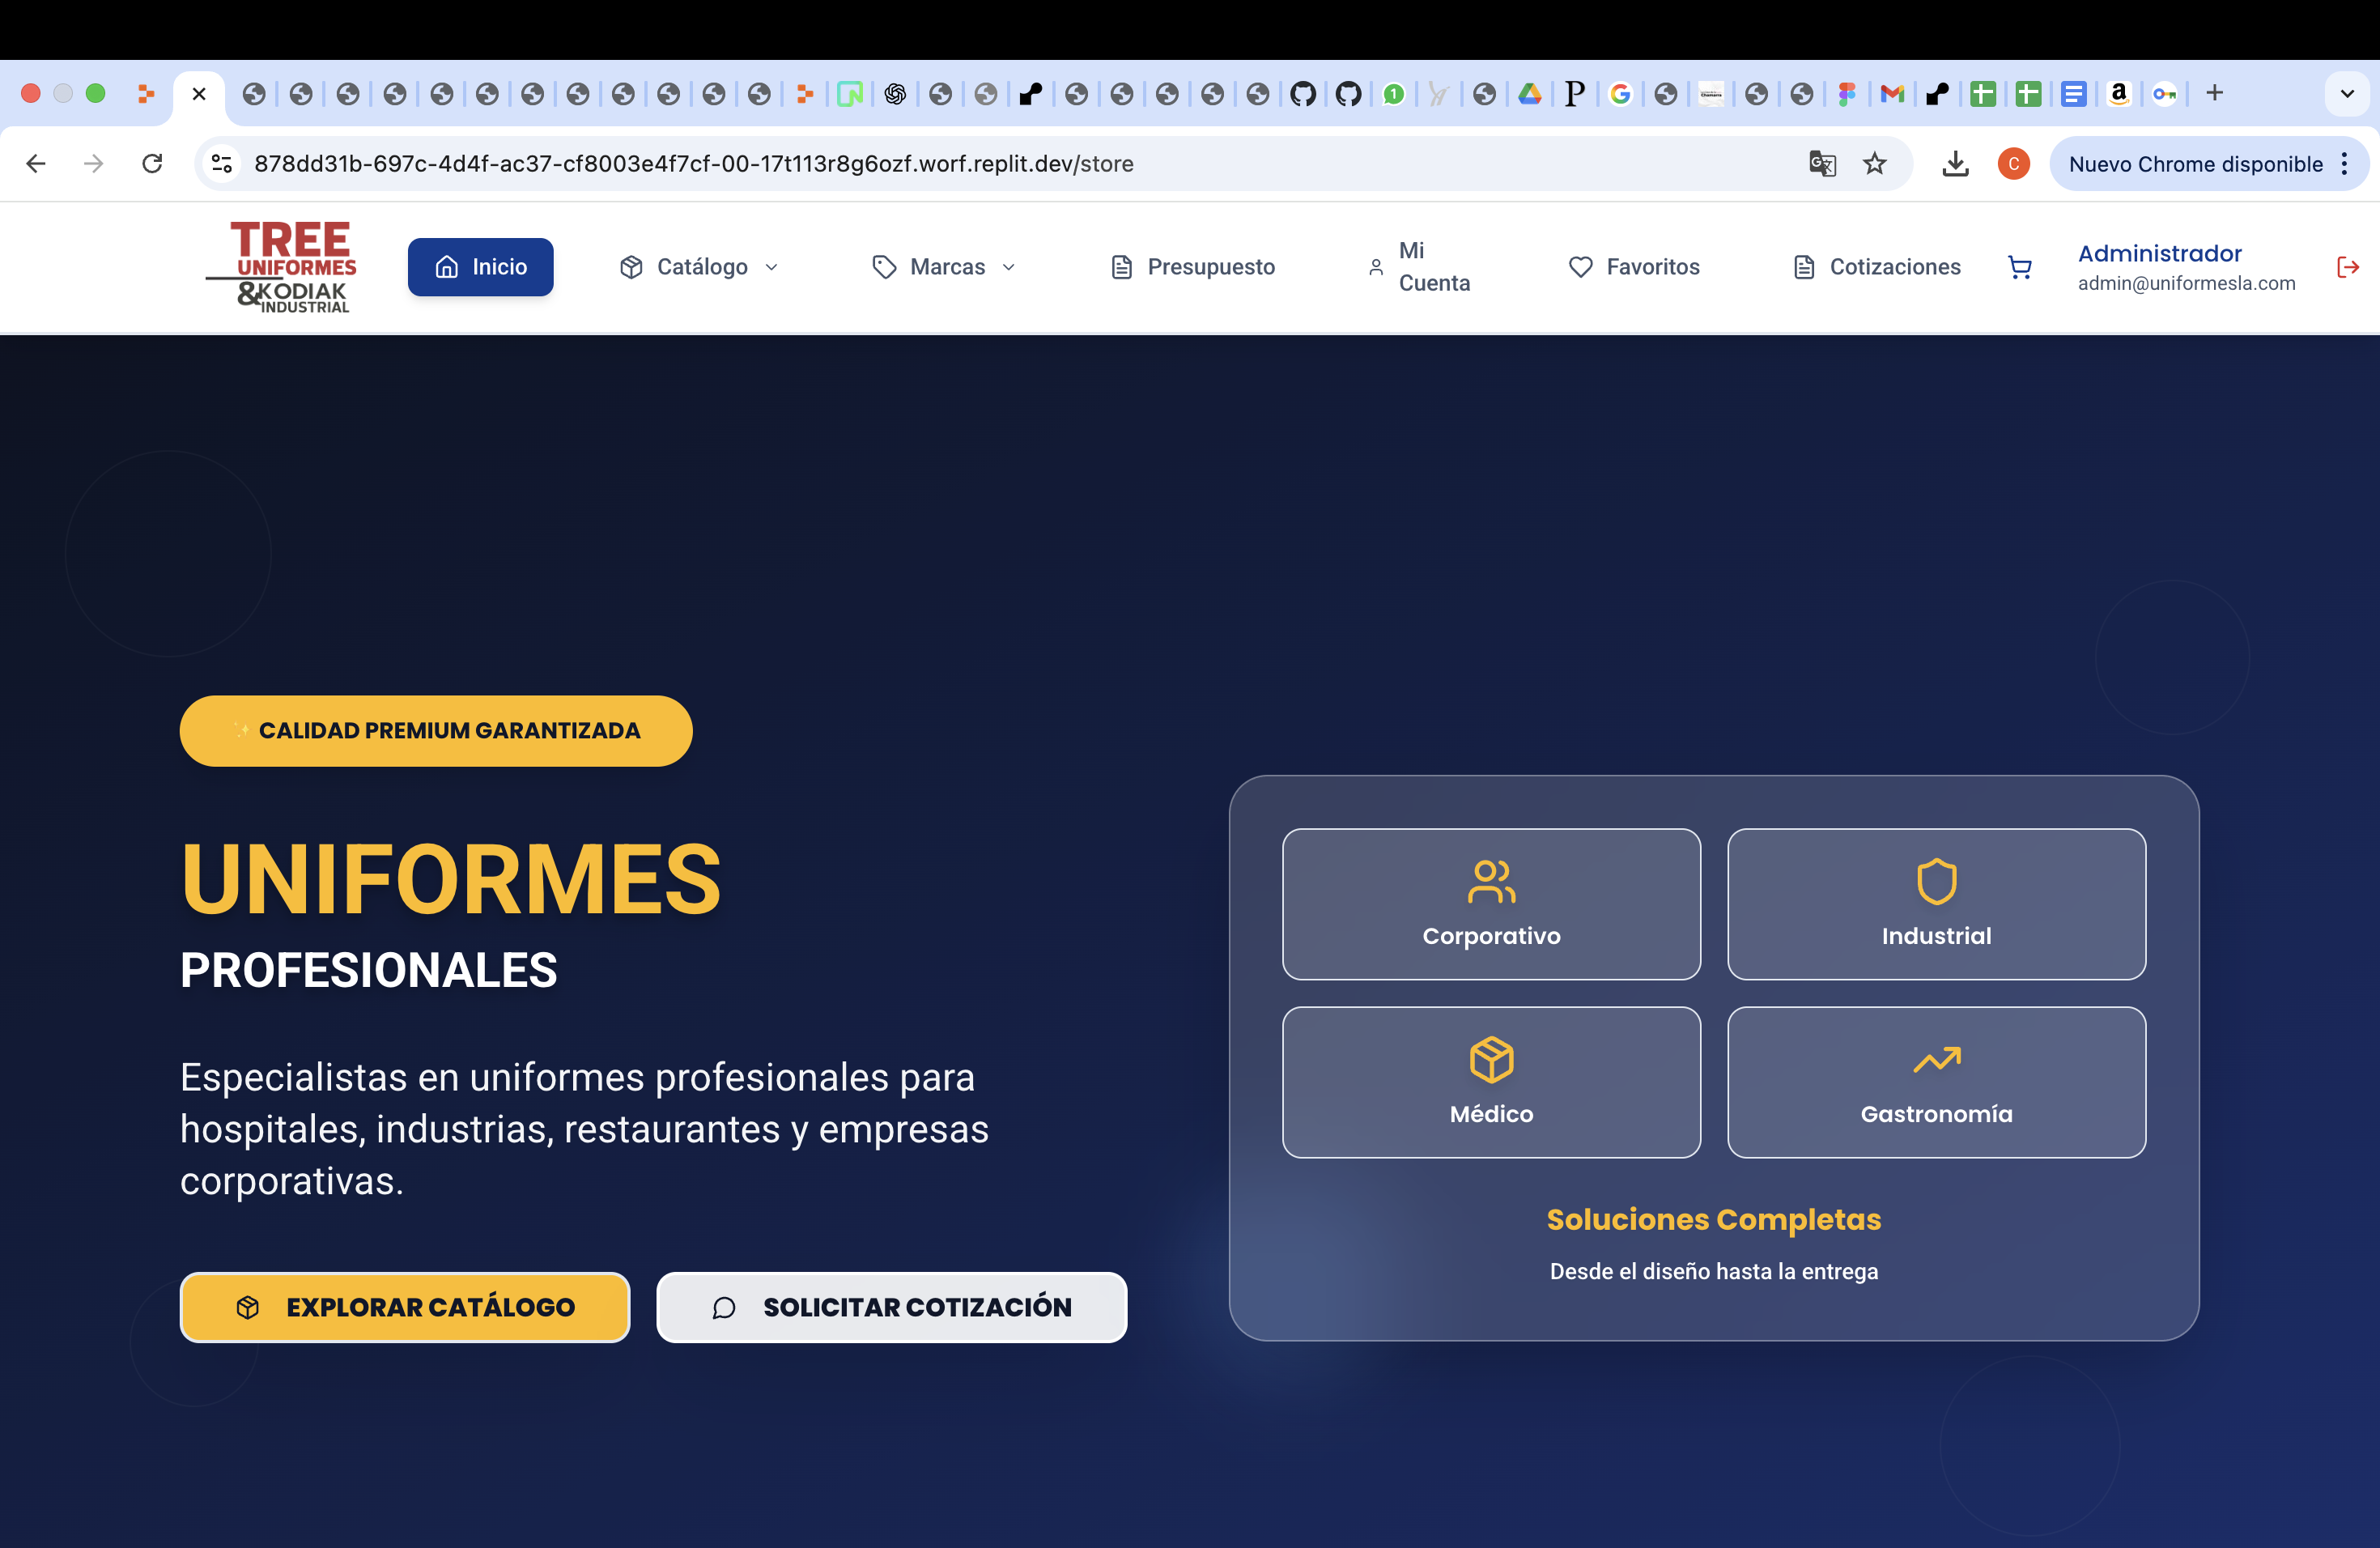 878dd31b-697c-4d4f-ac37-cf8003e4f7cf-00-17t113r8g6ozf.worf.replit.dev/store
C
Nuevo Chrome disponible
TREE
UNIFORMES
&KODIAK
INDUSTRIAL
Inicio
Catálogo
Marcas
Presupuesto
Mi
Cuenta
Favoritos
Cotizaciones
Administrador
admin@uniformesla.com
CALIDAD PREMIUM GARANTIZADA
UNIFORMES
PROFESIONALES
Especialistas en uniformes profesionales para
hospitales, industrias, restaurantes y empresas
corporativas.
EXPLORAR CATÁLOGO
SOLICITAR COTIZACIÓN
Corporativo
Industrial
Médico
Gastronomía
Soluciones Completas
Desde el diseño hasta la entrega